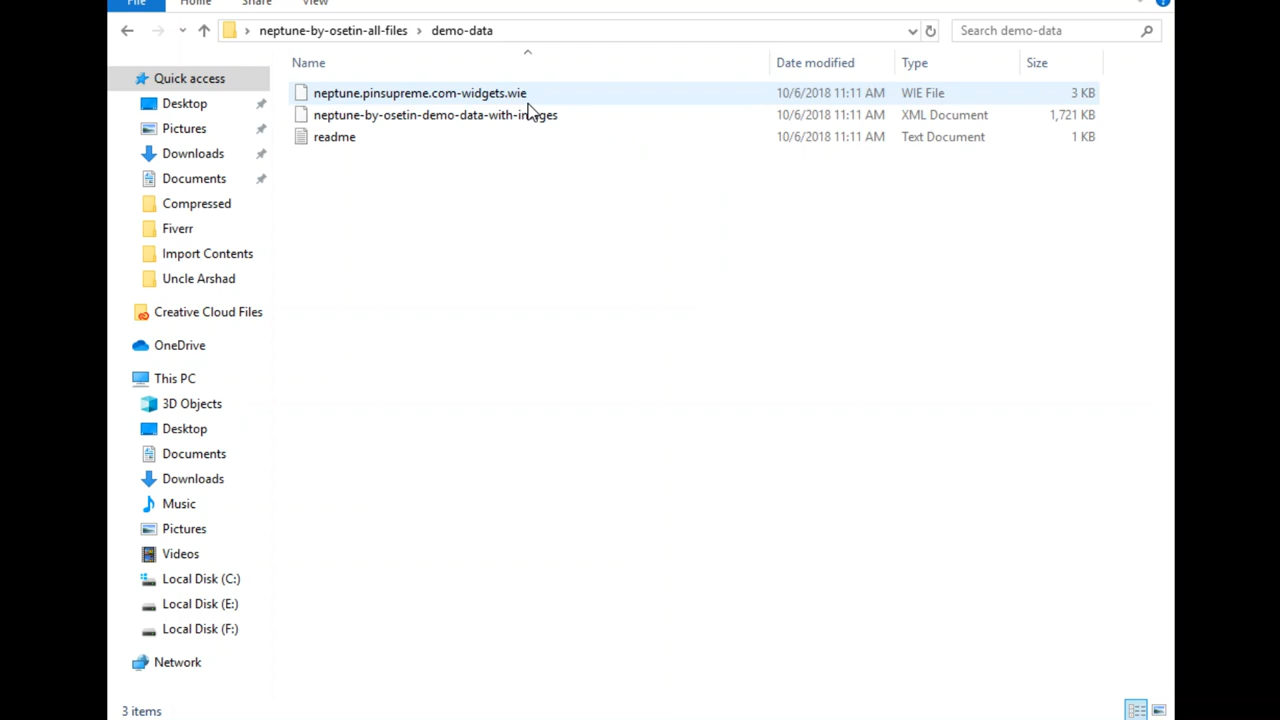 File Home Share View
neptune-by-osetin-all-files > demo-data
Search demo-data
Name Date modified Type Size
neptune.pinsupreme.com-widgets.wie 10/6/2018 11:11 AM WIE File 3 KB
neptune-by-osetin-demo-data-with-images 10/6/2018 11:11 AM XML Document 1,721 KB
readme 10/6/2018 11:11 AM Text Document 1 KB
Quick access
Desktop
Pictures
Downloads
Documents
Compressed
Fiverr
Import Contents
Uncle Arshad
Creative Cloud Files
OneDrive
This PC
3D Objects
Desktop
Documents
Downloads
Music
Pictures
Videos
Local Disk (C:)
Local Disk (E:)
Local Disk (F:)
Network
3 items